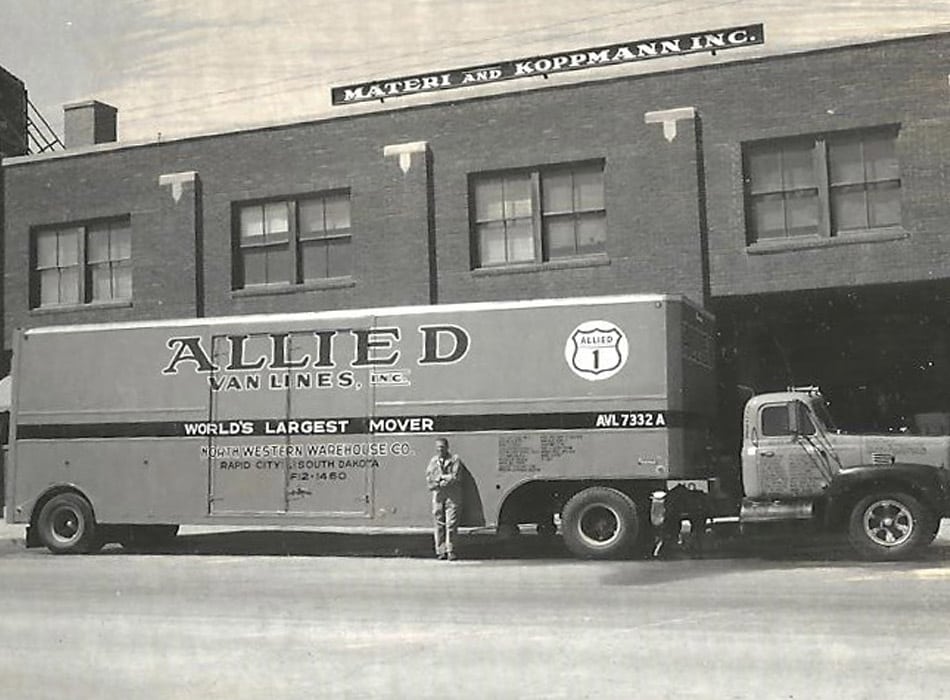 MATERI AND KOPPMANN INC.
ALLIED
VAN LINES, INC.
ALLIED
1
WORLD'S LARGEST MOVER
AVL 7332 A
NORTH WESTERN WAREHOUSE CO.
RAPID CITY, SOUTH DAKOTA
FI2-1460